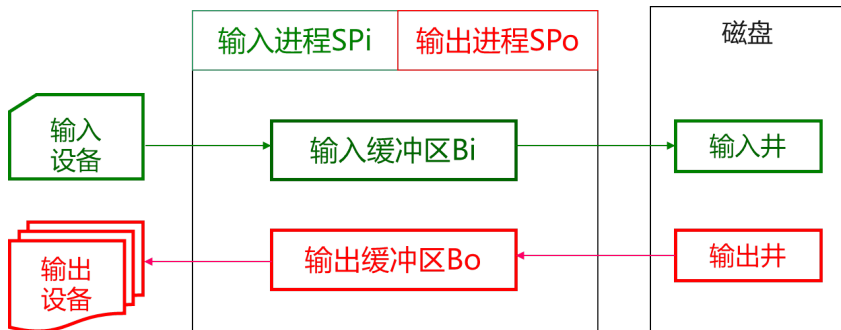 输入进程SPi
输出进程SPo
磁盘
输入
设备
输入缓冲区Bi
输入井
输出
设备
输出缓冲区Bo
输出井